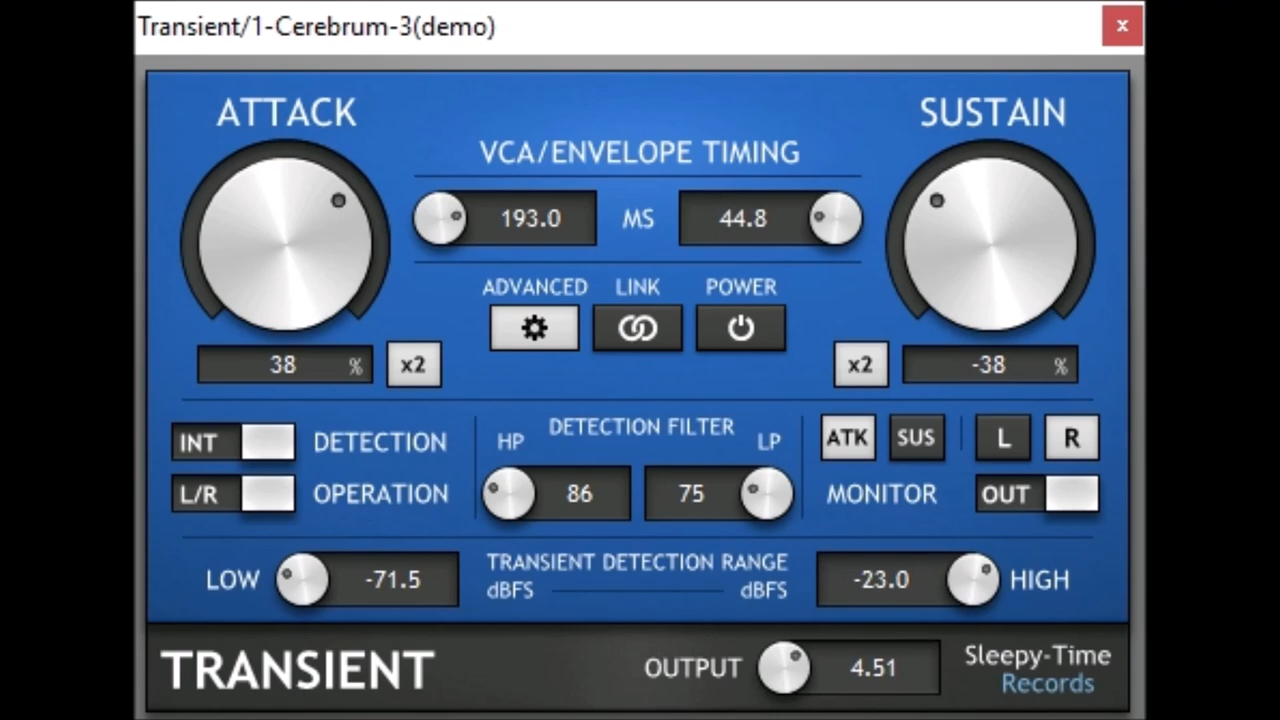 Transient/1-Cerebrum-3(demo)
x
ATTACK
SUSTAIN
VCA/ENVELOPE TIMING
193.0 MS 44.8
ADVANCED LINK POWER
38 % x2
x2 -38 %
INT DETECTION
L/R OPERATION
DETECTION FILTER
HP LP
86 75
ATK SUS L R
MONITOR OUT
LOW -71.5
TRANSIENT DETECTION RANGE
dBFS dBFS
-23.0 HIGH
TRANSIENT
OUTPUT 4.51
Sleepy-Time
Records